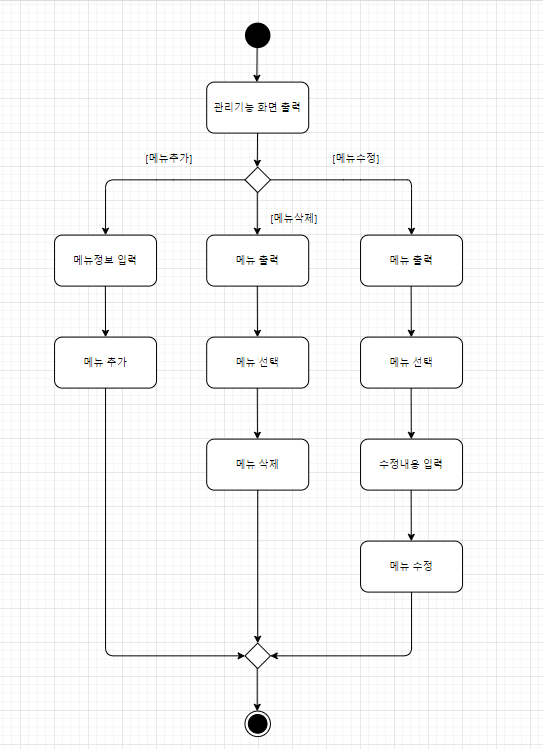 관리기능 화면 출력
[메뉴추가]
[메뉴수정]
[메뉴삭제]
메뉴정보 입력
메뉴 출력
메뉴 출력
메뉴 추가
메뉴 선택
메뉴 선택
메뉴 삭제
수정내용 입력
메뉴 수정